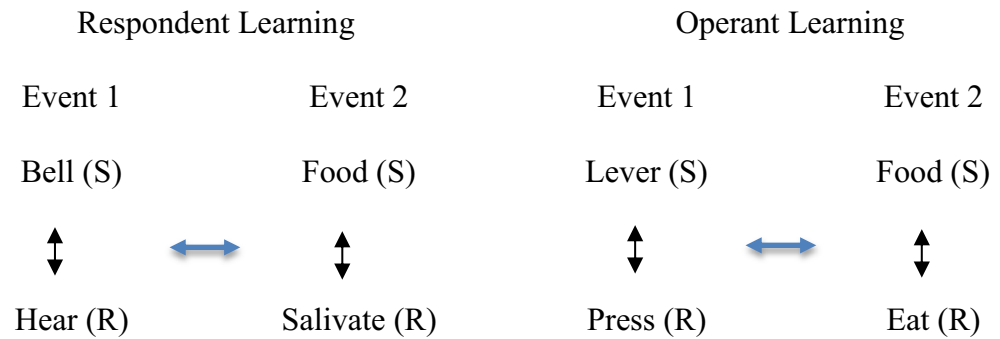 Respondent Learning Operant Learning
Event 1 Event 2 Event 1 Event 2
Bell (S) Food (S) Lever (S) Food (S)
Hear (R) Salivate (R) Press (R) Eat (R)